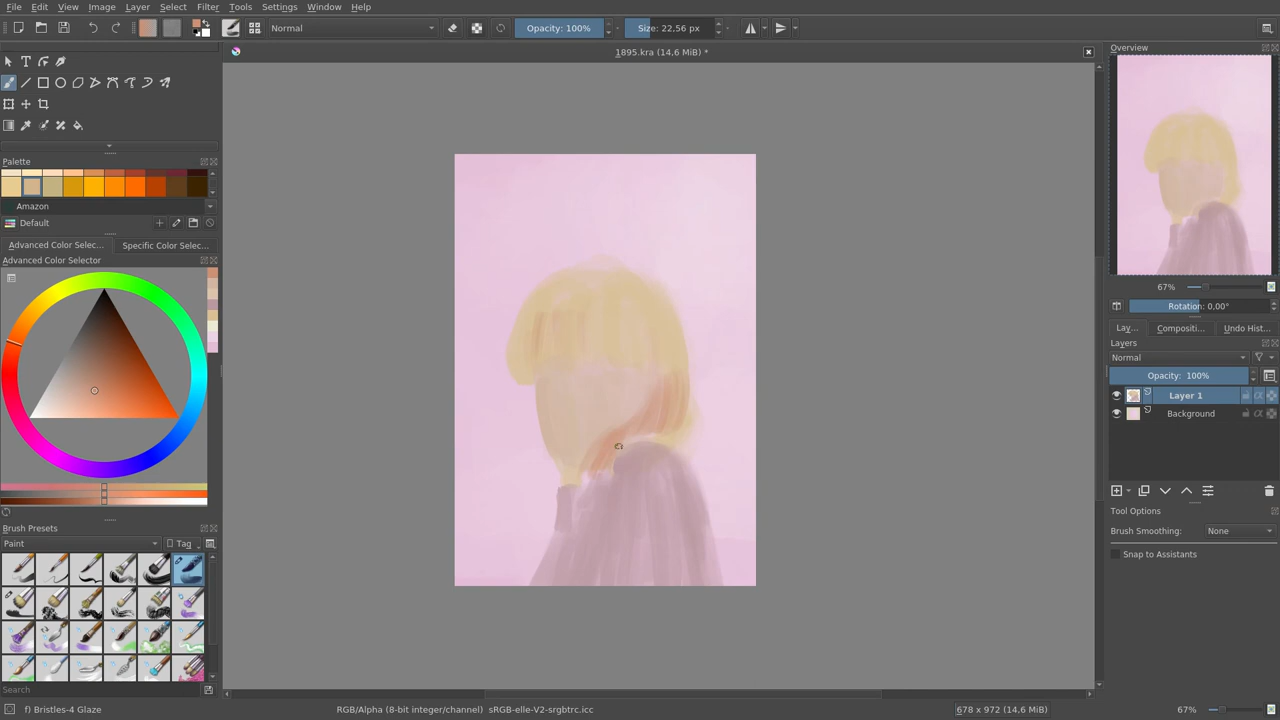 File Edit View Image Layer Select Filter Tools Settings Window Help
Normal Opacity: 100% Size: 22,56 px
1895.kra (14,6 MiB) *
Overview
Palette
Amazon
Default
Advanced Color Selec... Specific Color Selec...
Advanced Color Selector
67%
Rotation: 0,00°
Lay... Compositi... Undo Hist...
Layers
Normal
Opacity: 100%
Layer 1
Background
Tool Options
Brush Smoothing: None
Snap to Assistants
Brush Presets
Paint Tag
Search
f) Bristles-4 Glaze RGB/Alpha (8-bit integer/channel) sRGB-elle-V2-srgbtrc.icc 678 x 972 (14,6 MiB) 67%